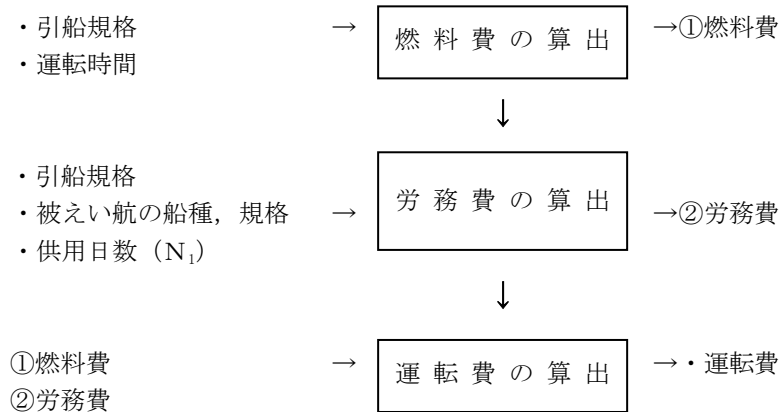 ・引船規格 → 燃料費の算出 →①燃料費
・運転時間
↓
・引船規格
・被えい航の船種，規格 → 労務費の算出 →②労務費
・供用日数（N₁）
↓
①燃料費 → 運転費の算出 →・運転費
②労務費